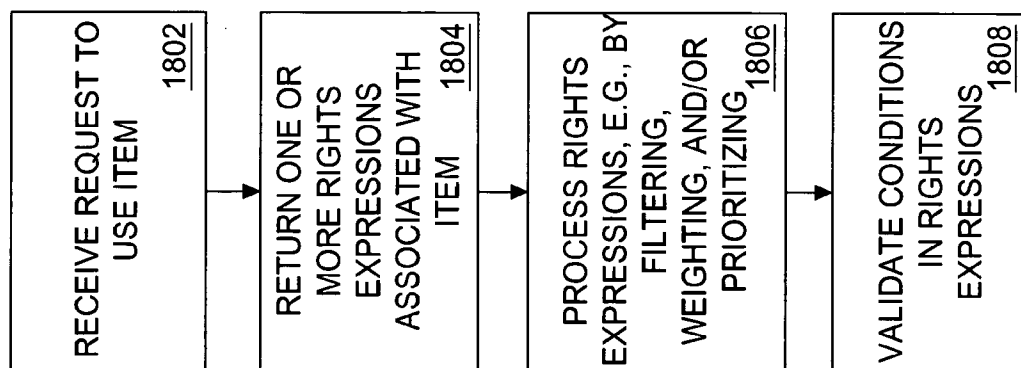 RECEIVE REQUEST TO
USE ITEM
1802
RETURN ONE OR
MORE RIGHTS
EXPRESSIONS
ASSOCIATED WITH
ITEM
1804
PROCESS RIGHTS
EXPRESSIONS, E.G., BY
FILTERING,
WEIGHTING, AND/OR
PRIORITIZING
1806
VALIDATE CONDITIONS
IN RIGHTS
EXPRESSIONS
1808